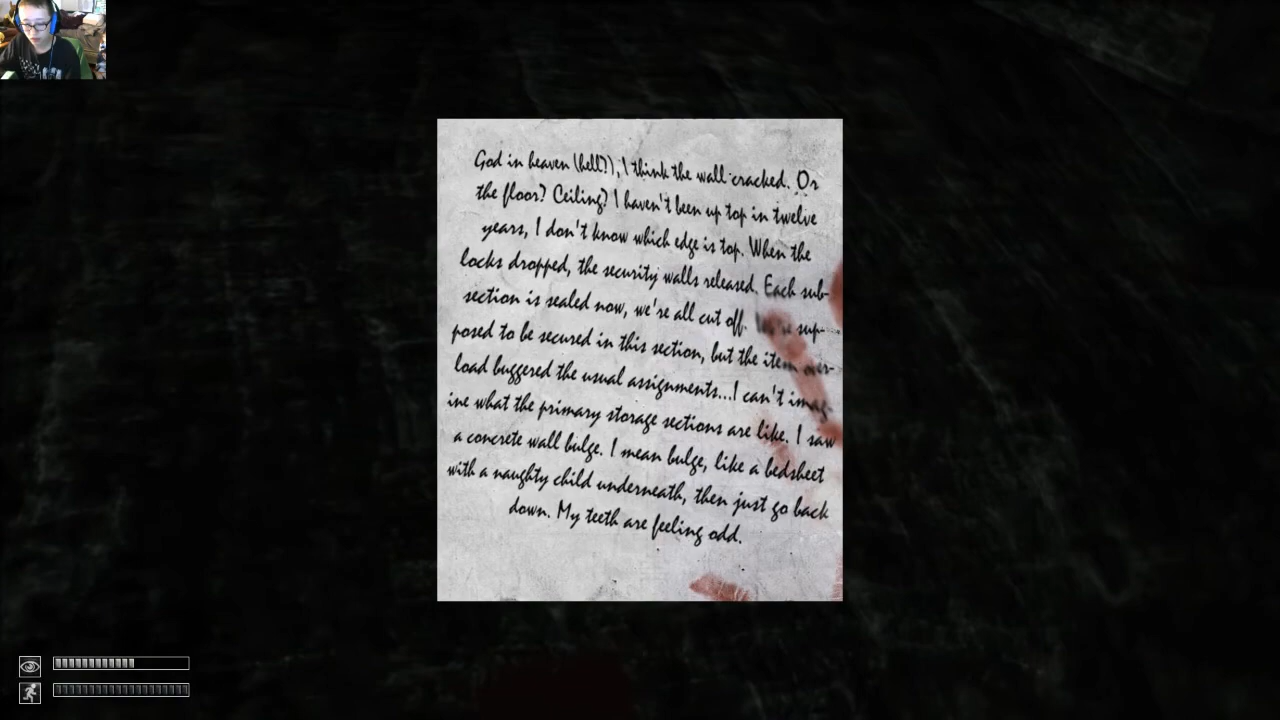 God in heaven (hell?), I think the wall cracked. Or
the floor? Ceiling? I haven't been up top in twelve
years, I don't know which edge is top. When the
locks dropped, the security walls released. Each sub-
section is sealed now, we're all cut off. We're sup-
posed to be secured in this section, but the item over-
load buggered the usual assignments...I can't imag-
ine what the primary storage sections are like. I saw
a concrete wall bulge. I mean bulge, like a bedsheet
with a naughty child underneath, then just go back
down. My teeth are feeling odd.